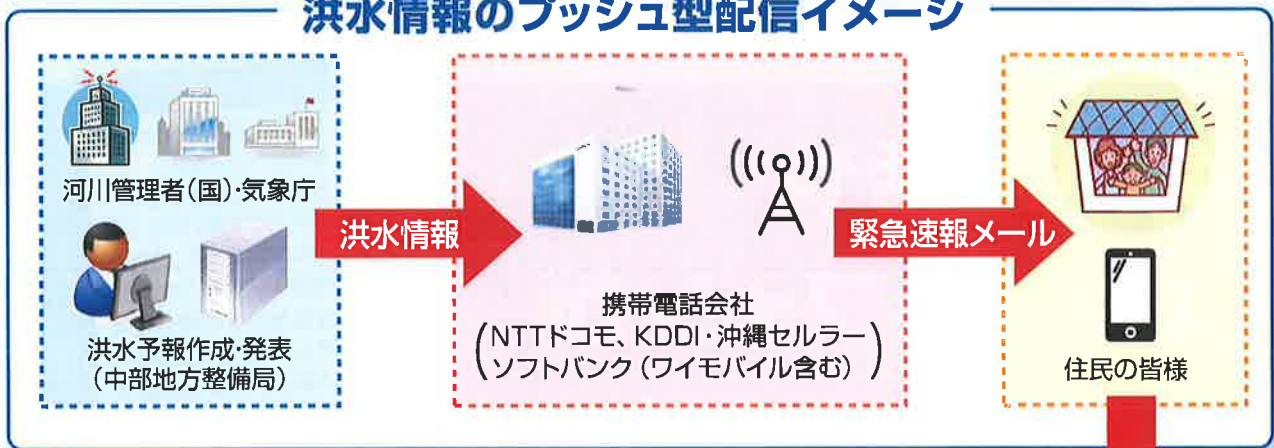 洪水情報のプッシュ型配信イメージ
河川管理者(国)・気象庁
洪水予報作成・発表
(中部地方整備局)
洪水情報
携帯電話会社
(NTTドコモ、KDDI・沖縄セルラー
ソフトバンク(ワイモバイル含む))
緊急速報メール
住民の皆様